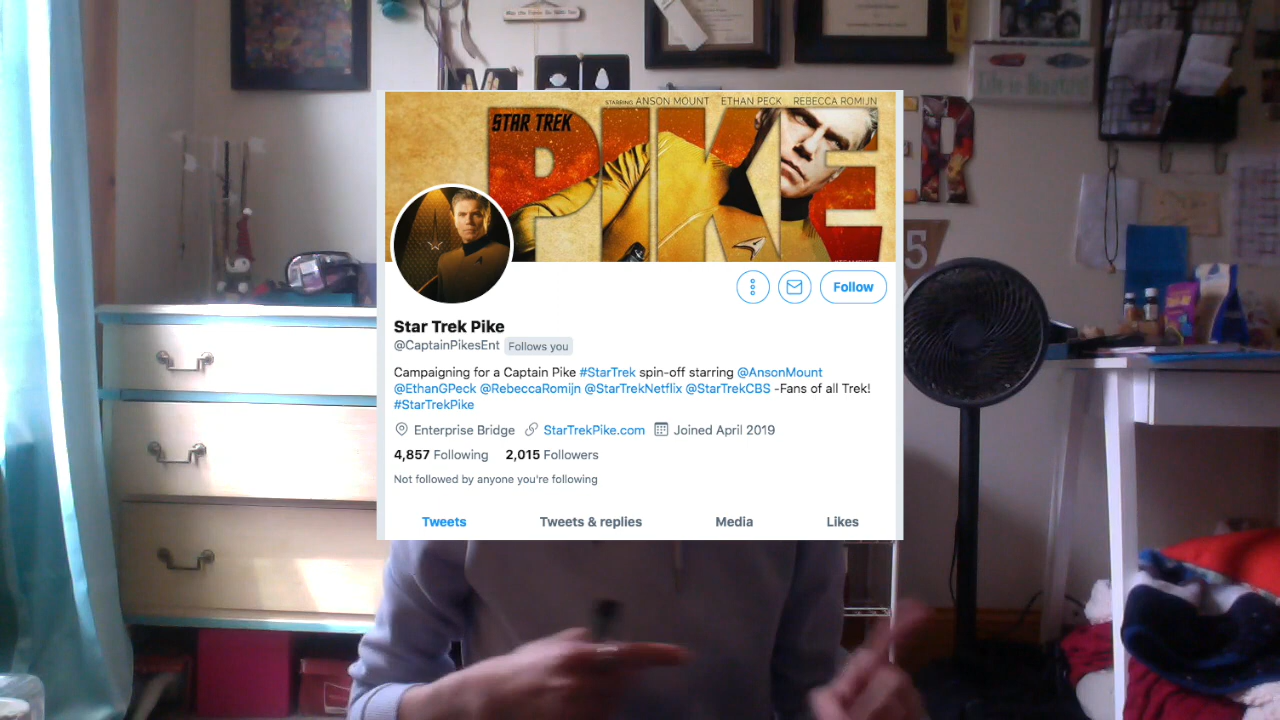 STARRING ANSON MOUNT ETHAN PECK REBECCA ROMIJN
STAR TREK
PIKE
Follow
Star Trek Pike
@CaptainPikesEnt Follows you
Campaigning for a Captain Pike #StarTrek spin-off starring @AnsonMount
@EthanGPeck @RebeccaRomijn @StarTrekNetflix @StarTrekCBS -Fans of all Trek!
#StarTrekPike
Enterprise Bridge StarTrekPike.com Joined April 2019
4,857 Following 2,015 Followers
Not followed by anyone you're following
Tweets Tweets & replies Media Likes
ER
5